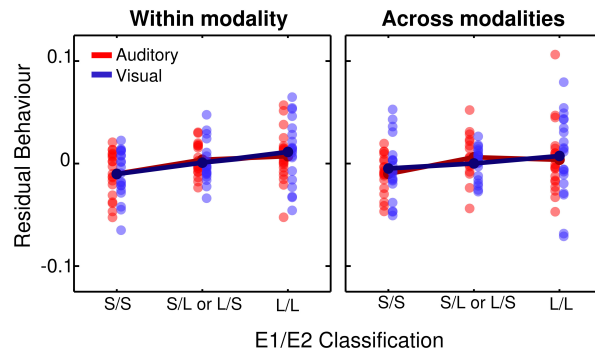 Within modality
Across modalities
Residual Behaviour
0.1
0
-0.1
Auditory
Visual
S/S
S/L or L/S
L/L
S/S
S/L or L/S
L/L
E1/E2 Classification